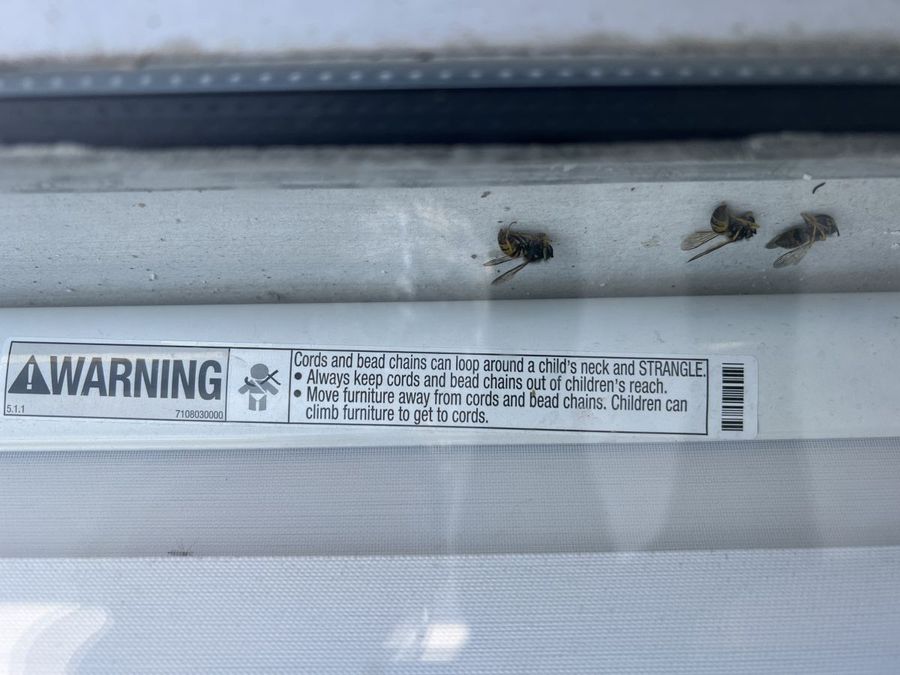 WARNING
5.1.1 7108030000
Cords and bead chains can loop around a child's neck and STRANGLE.
• Always keep cords and bead chains out of children's reach.
• Move furniture away from cords and bead chains. Children can
climb furniture to get to cords.